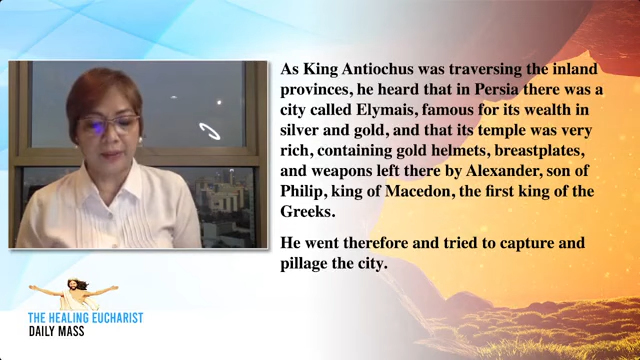 As King Antiochus was traversing the inland
provinces, he heard that in Persia there was a
city called Elymais, famous for its wealth in
silver and gold, and that its temple was very
rich, containing gold helmets, breastplates,
and weapons left there by Alexander, son of
Philip, king of Macedon, the first king of the
Greeks.
He went therefore and tried to capture and
pillage the city.
THE HEALING EUCHARIST
DAILY MASS